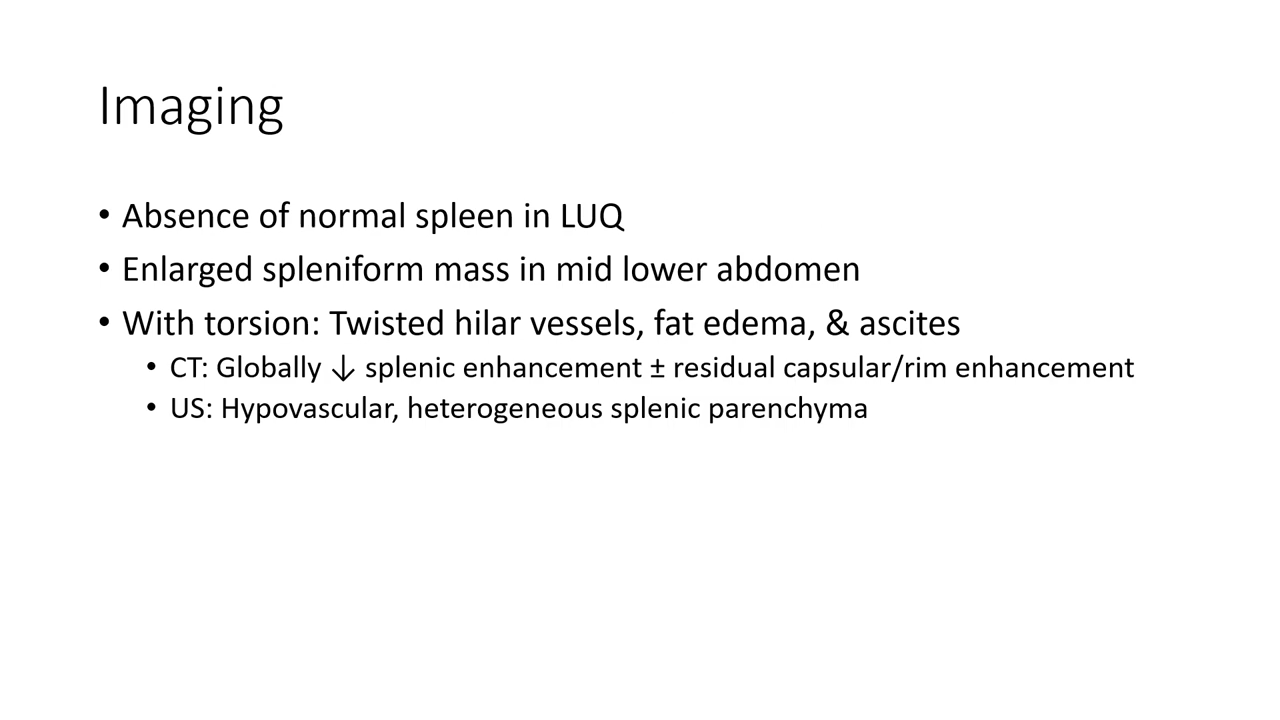 Imaging
• Absence of normal spleen in LUQ
• Enlarged spleniform mass in mid lower abdomen
• With torsion: Twisted hilar vessels, fat edema, & ascites
• CT: Globally ↓ splenic enhancement ± residual capsular/rim enhancement
• US: Hypovascular, heterogeneous splenic parenchyma